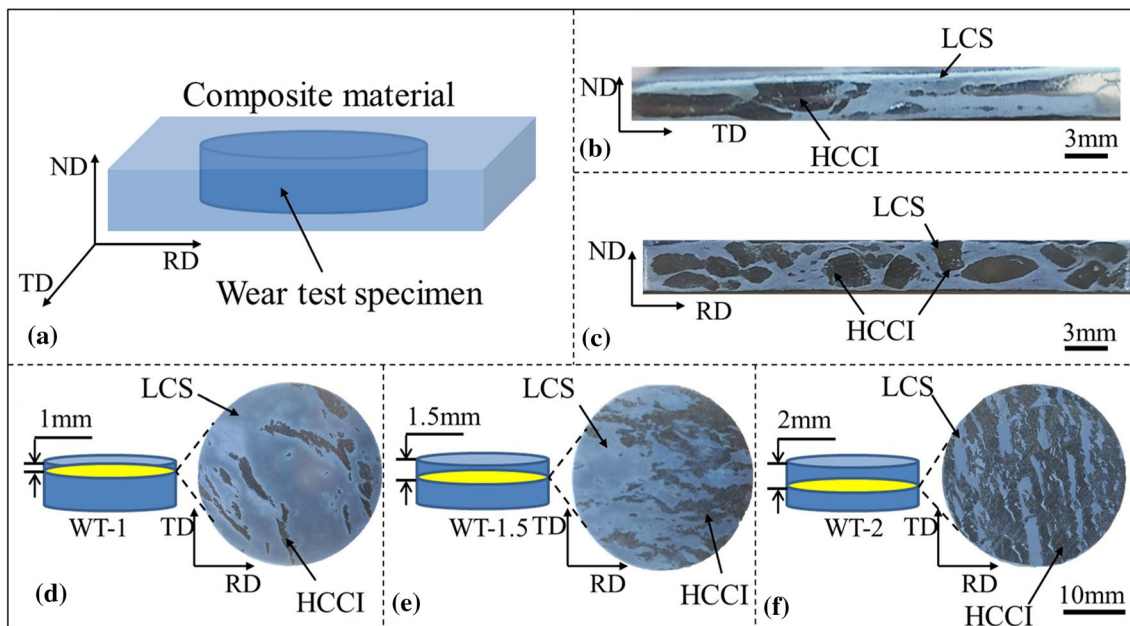 Composite material
ND
TD
RD
Wear test specimen
(a)
LCS
ND
TD
HCCI
(b)
3mm
LCS
ND
RD
HCCI
(c)
3mm
LCS
1mm
WT-1
TD
RD
HCCI
(d)
LCS
1.5mm
WT-1.5
TD
HCCI
RD
(e)
LCS
2mm
WT-2
TD
RD
HCCI
10mm
(f)